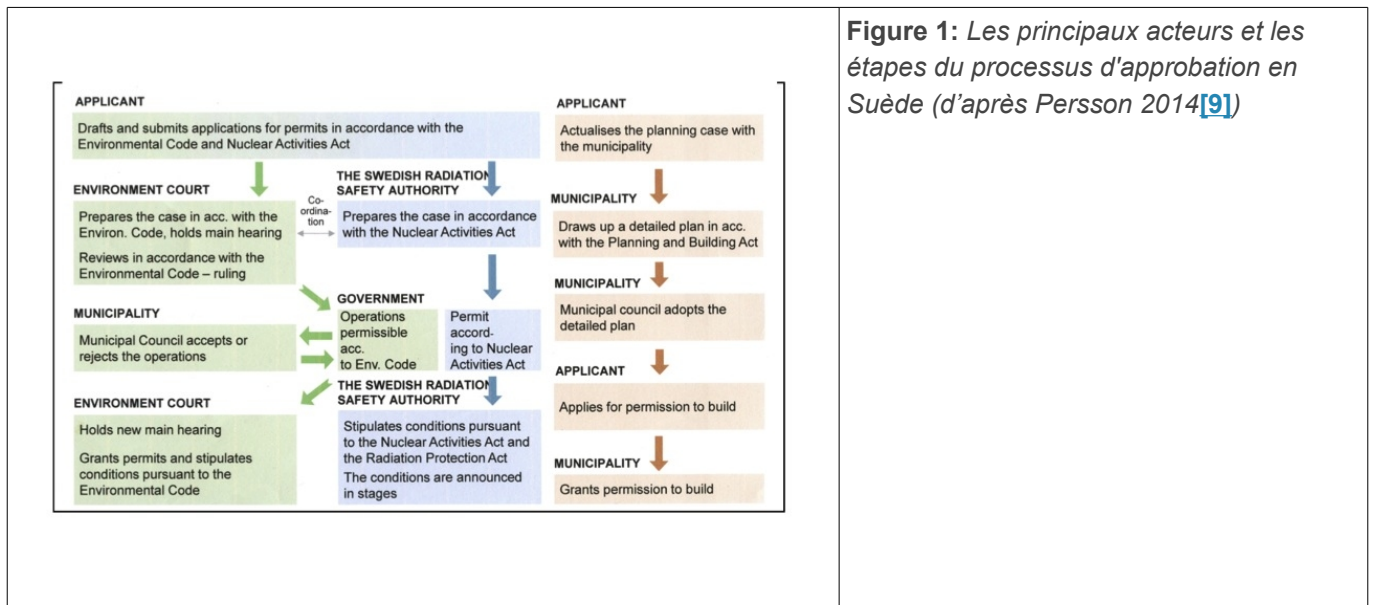 APPLICANT
Drafts and submits applications for permits in accordance with the
Environmental Code and Nuclear Activities Act
ENVIRONMENT COURT
Prepares the case in acc. with the
Environ. Code, holds main hearing
Reviews in accordance with the
Environmental Code – ruling
Co-
ordina-
tion
THE SWEDISH RADIATION
SAFETY AUTHORITY
Prepares the case in accordance
with the Nuclear Activities Act
MUNICIPALITY
Municipal Council accepts or
rejects the operations
GOVERNMENT
Operations
permissible
acc.
to Env. Code
Permit
accord-
ing to Nuclear
Activities Act
ENVIRONMENT COURT
Holds new main hearing
Grants permits and stipulates
conditions pursuant to the
Environmental Code
THE SWEDISH RADIATION
SAFETY AUTHORITY
Stipulates conditions pursuant
to the Nuclear Activities Act and
the Radiation Protection Act
The conditions are announced
in stages
APPLICANT
Actualises the planning case with
the municipality
MUNICIPALITY
Draws up a detailed plan in acc.
with the Planning and Building Act
MUNICIPALITY
Municipal council adopts the
detailed plan
APPLICANT
Applies for permission to build
MUNICIPALITY
Grants permission to build
Figure 1: Les principaux acteurs et les
étapes du processus d'approbation en
Suède (d’après Persson 2014[9])